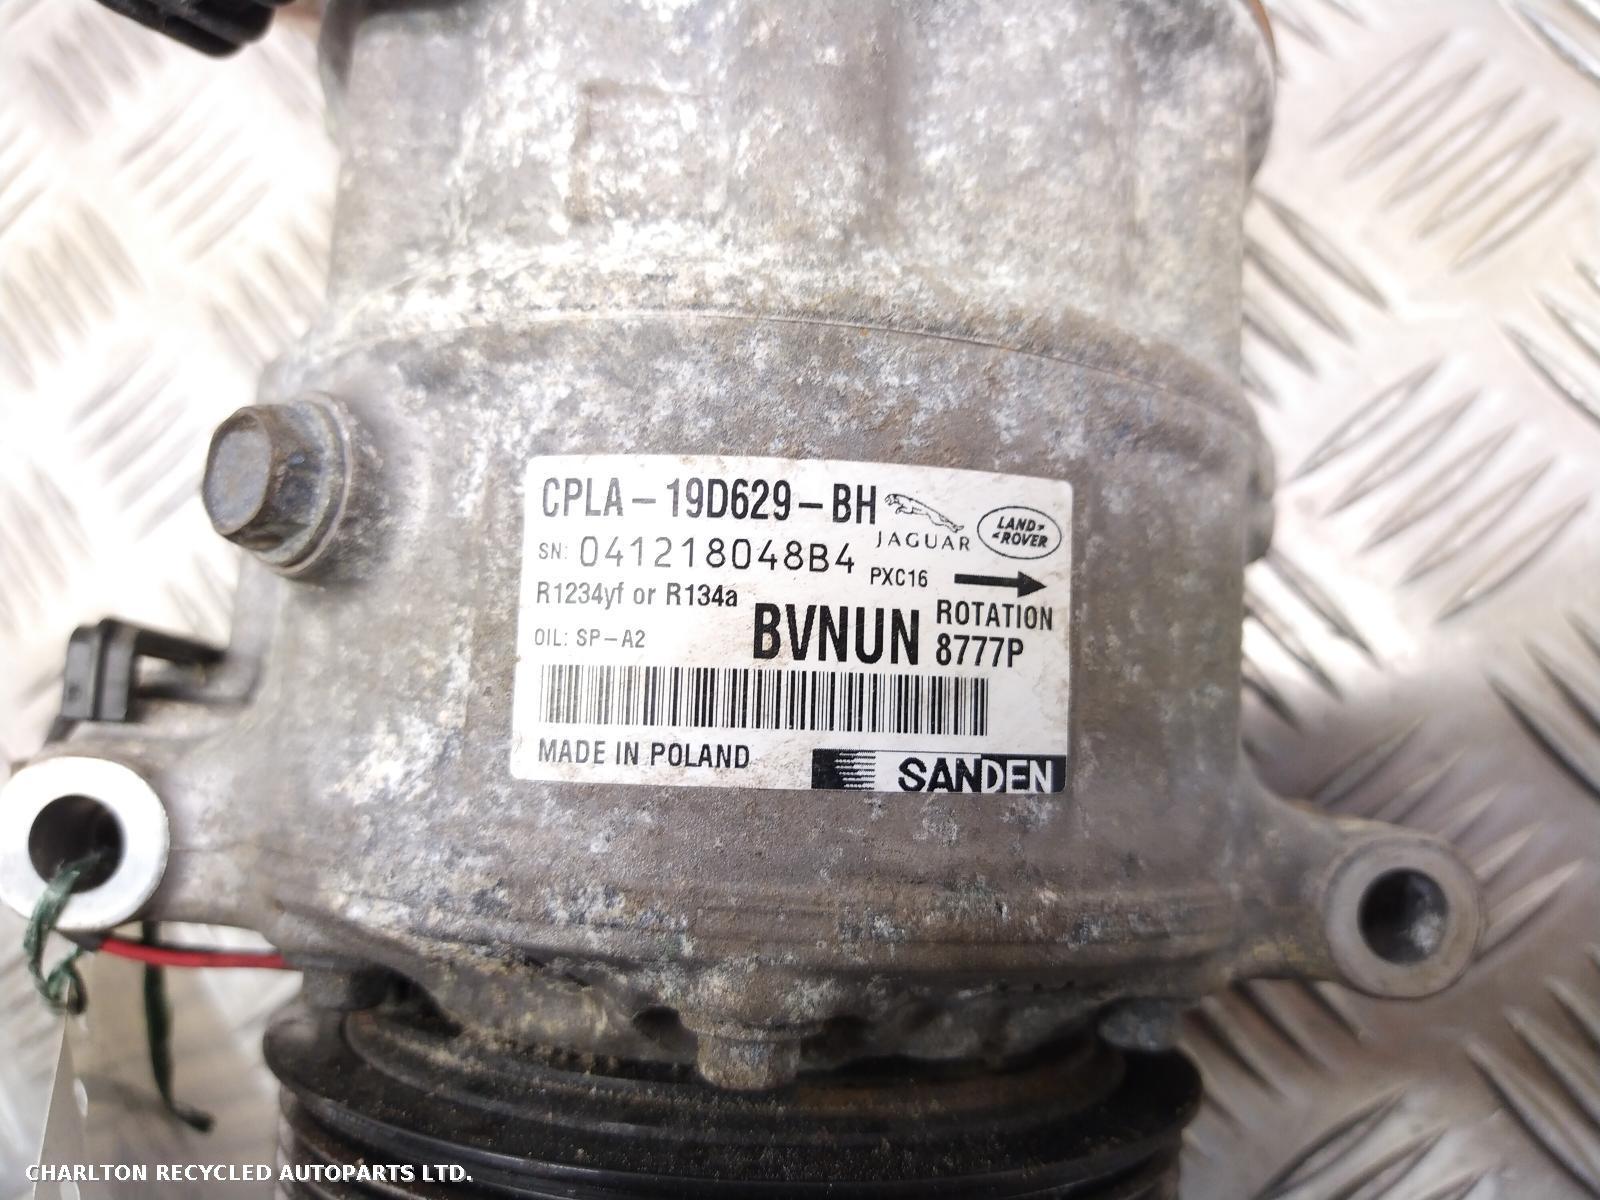 CPLA-19D629-BH
JAGUAR
LAND-
-ROVER
SN: 041218048B4
PXC16
R1234yf or R134a
ROTATION
OIL: SP-A2
BVNUN
8777P
MADE IN POLAND
SANDEN
CHARLTON RECYCLED AUTOPARTS LTD.